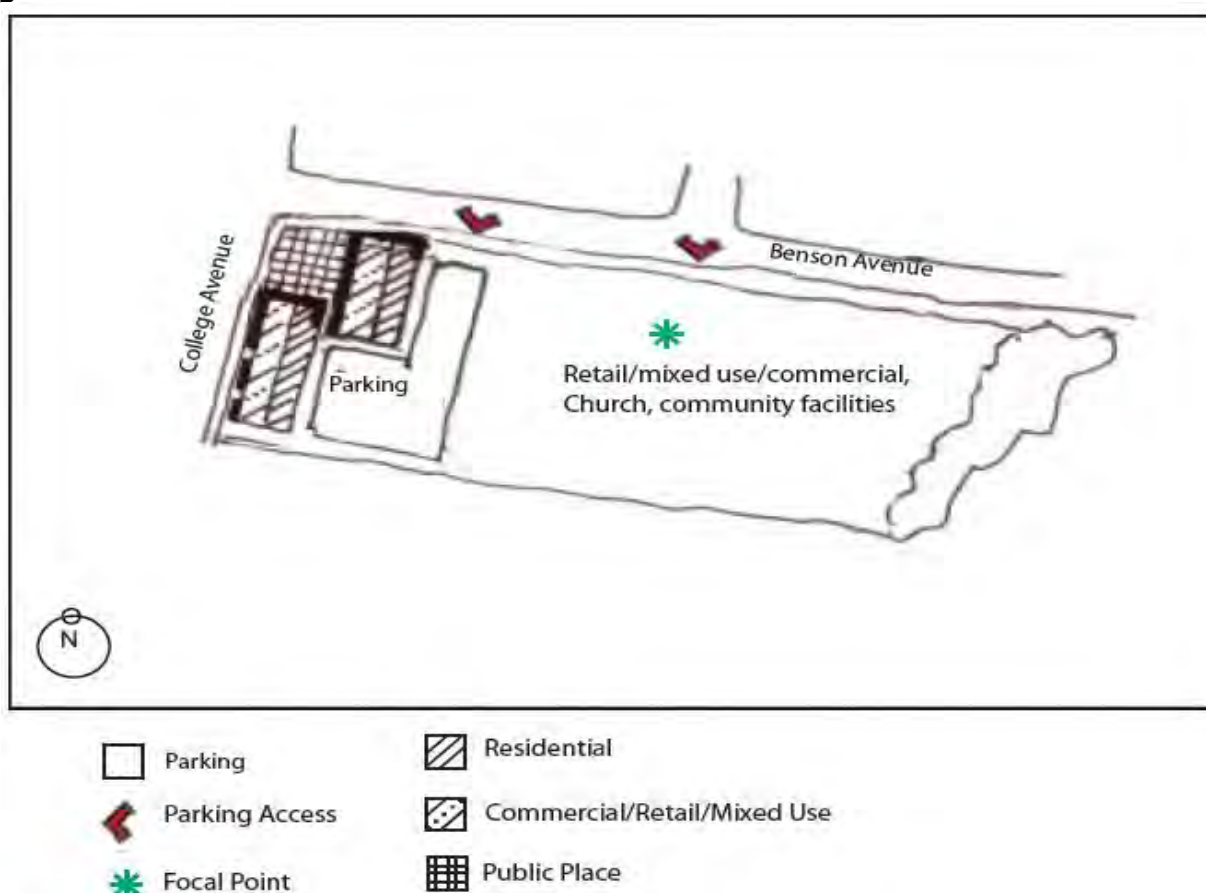 College Avenue
Benson Avenue
Parking
Retail/mixed use/commercial,
Church, community facilities
N
Parking
Residential
Parking Access
Commercial/Retail/Mixed Use
Focal Point
Public Place